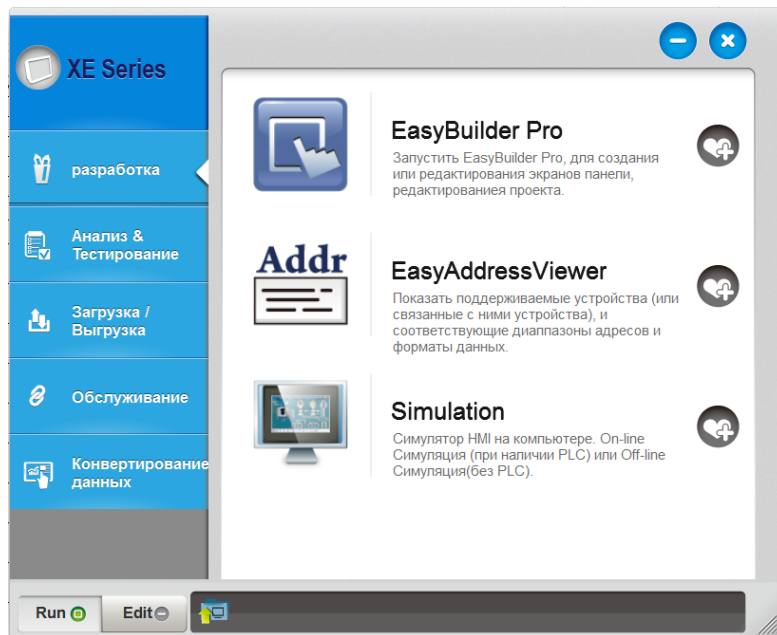 XE Series
разработка
Анализ &
Тестирование
Загрузка /
Выгрузка
Обслуживание
Конвертирование
данных
EasyBuilder Pro
Запустить EasyBuilder Pro, для создания
или редактирования экранов панели,
редактированиея проекта.
Addr
EasyAddressViewer
Показать поддерживаемые устройства (или
связанные с ними устройства), и
соответствующие диаппазоны адресов и
форматы данных.
Simulation
Симулятор HMI на компьютере. On-line
Симуляция (при наличии PLC) или Off-line
Симуляция(без PLC).
Run
Edit